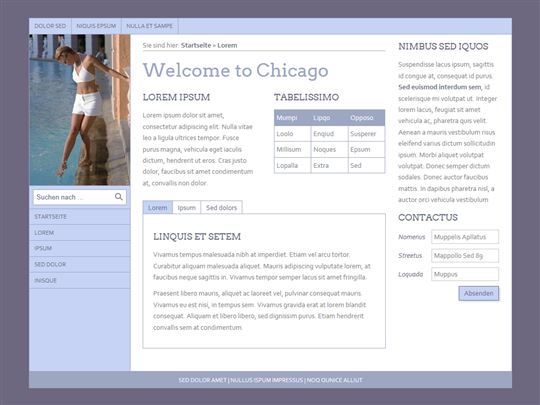 DOLOR SED
NIQUIS EPSUM
NULLA ET SAMPE
Suchen nach ...
STARTSEITE
LOREM
IPSUM
SED DOLOR
INISQUE
Sie sind hier: Startseite » Lorem
Welcome to Chicago
LOREM IPSUM
Lorem ipsum dolor sit amet,
consectetur adipiscing elit. Nulla vitae
leo a ligula ultrices tempor. Fusce
purus magna, vehicula eget iaculis
dictum, hendrerit ut eros. Cras justo
dolor, faucibus sit amet condimentum
at, convallis non dolor.
TABELISSIMO
Mumpi Lipqo Opposo
Loolo Enqiud Susperer
Millisum Noques Epsum
Lopalla Extra Sed
Lorem Ipsum Sed dolors
LINQUIS ET SETEM
Vivamus tempus malesuada nibh at imperdiet. Etiam vel arcu tortor.
Curabitur aliquam malesuada aliquet. Mauris adipiscing vulputate lorem, at
faucibus neque sagittis in. Vivamus tempor semper lacus sit amet fringilla.
Praesent libero mauris, aliquet ac laoreet vel, pulvinar consequat mauris.
Vivamus eu est nisi, in tempus sem. Vivamus gravida erat at lorem blandit
consequat. Aliquam et libero libero, sed dignissim purus. Etiam hendrerit
convallis sem at condimentum.
NIMBUS SED IQUOS
Suspendisse lacus ipsum, sagittis
id congue at, consequat id purus.
Sed euismod interdum sem, id
scelerisque mi volutpat ut. Integer
lorem lacus, feugiat sit amet
vehicula ac, pharetra quis velit.
Aenean a mauris vestibulum risus
eleifend varius dictum sollicitudin
ipsum. Morbi aliquet volutpat
volutpat. Donec semper dictum
sodales. Donec auctor faucibus
mattis. In dapibus pharetra nisl, a
auctor orci vehicula vestibulum
CONTACTUS
Nomenus Muppelis Apllatus
Streetus Mappollo Sed 89
Loquada Muppus
Absenden
SED DOLOR AMET | NULLUS ISPUM IMPRESSUS | NOQ QUNICE ALLIUT